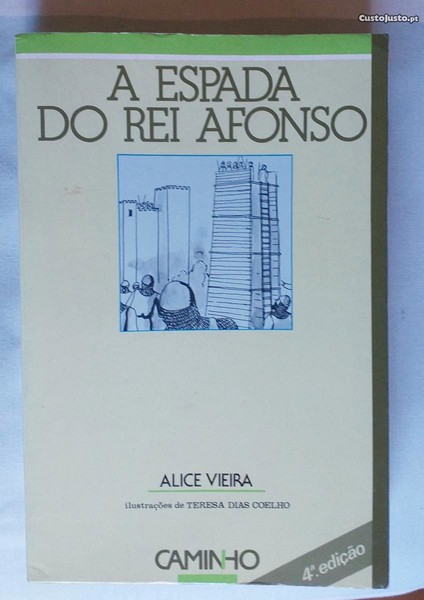 CustoJusto.pt
A ESPADA
DO REI AFONSO
ALICE VIEIRA
ilustrações de TERESA DIAS COELHO
CAMINHO
4ª. edição